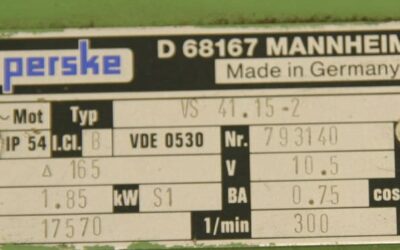 perske D 68167 MANNHEIM
Made in Germany
~Mot Typ VS 41.15-2
IP 54 I.Cl. B VDE 0530 Nr. 793140
Δ 165 V 10.5
1.85 kW S1 BA 0.75 cos
17570 1/min 300